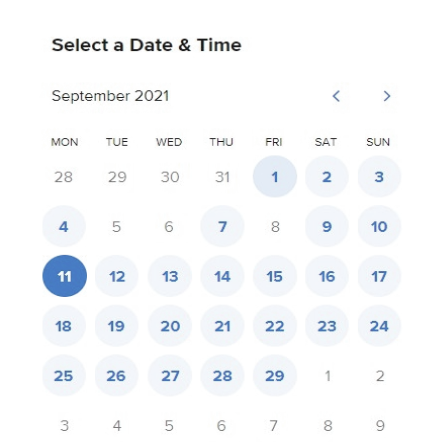 Select a Date & Time
September 2021
MON TUE WED THU FRI SAT SUN
28 29 30 31 1 2 3
4 5 6 7 8 9 10
11 12 13 14 15 16 17
18 19 20 21 22 23 24
25 26 27 28 29 1 2
3 4 5 6 7 8 9